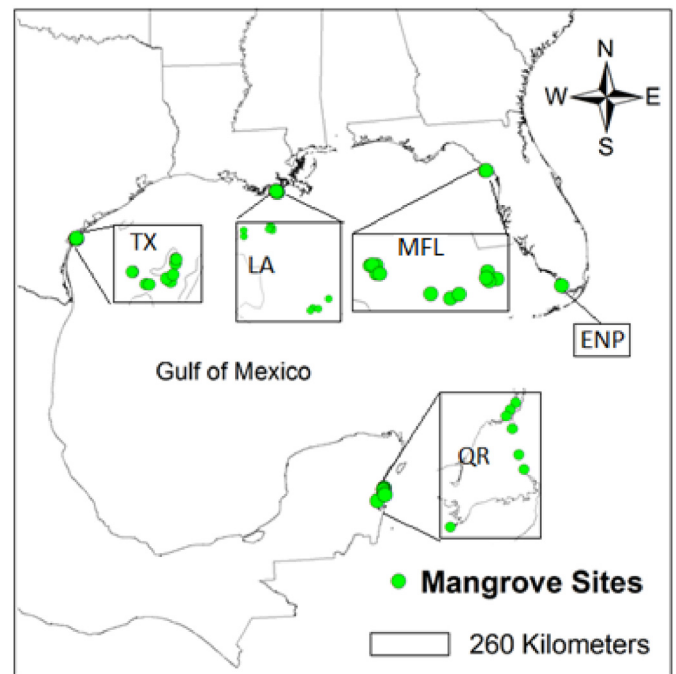 N
W E
S
TX
LA
MFL
ENP
Gulf of Mexico
QR
Mangrove Sites
260 Kilometers